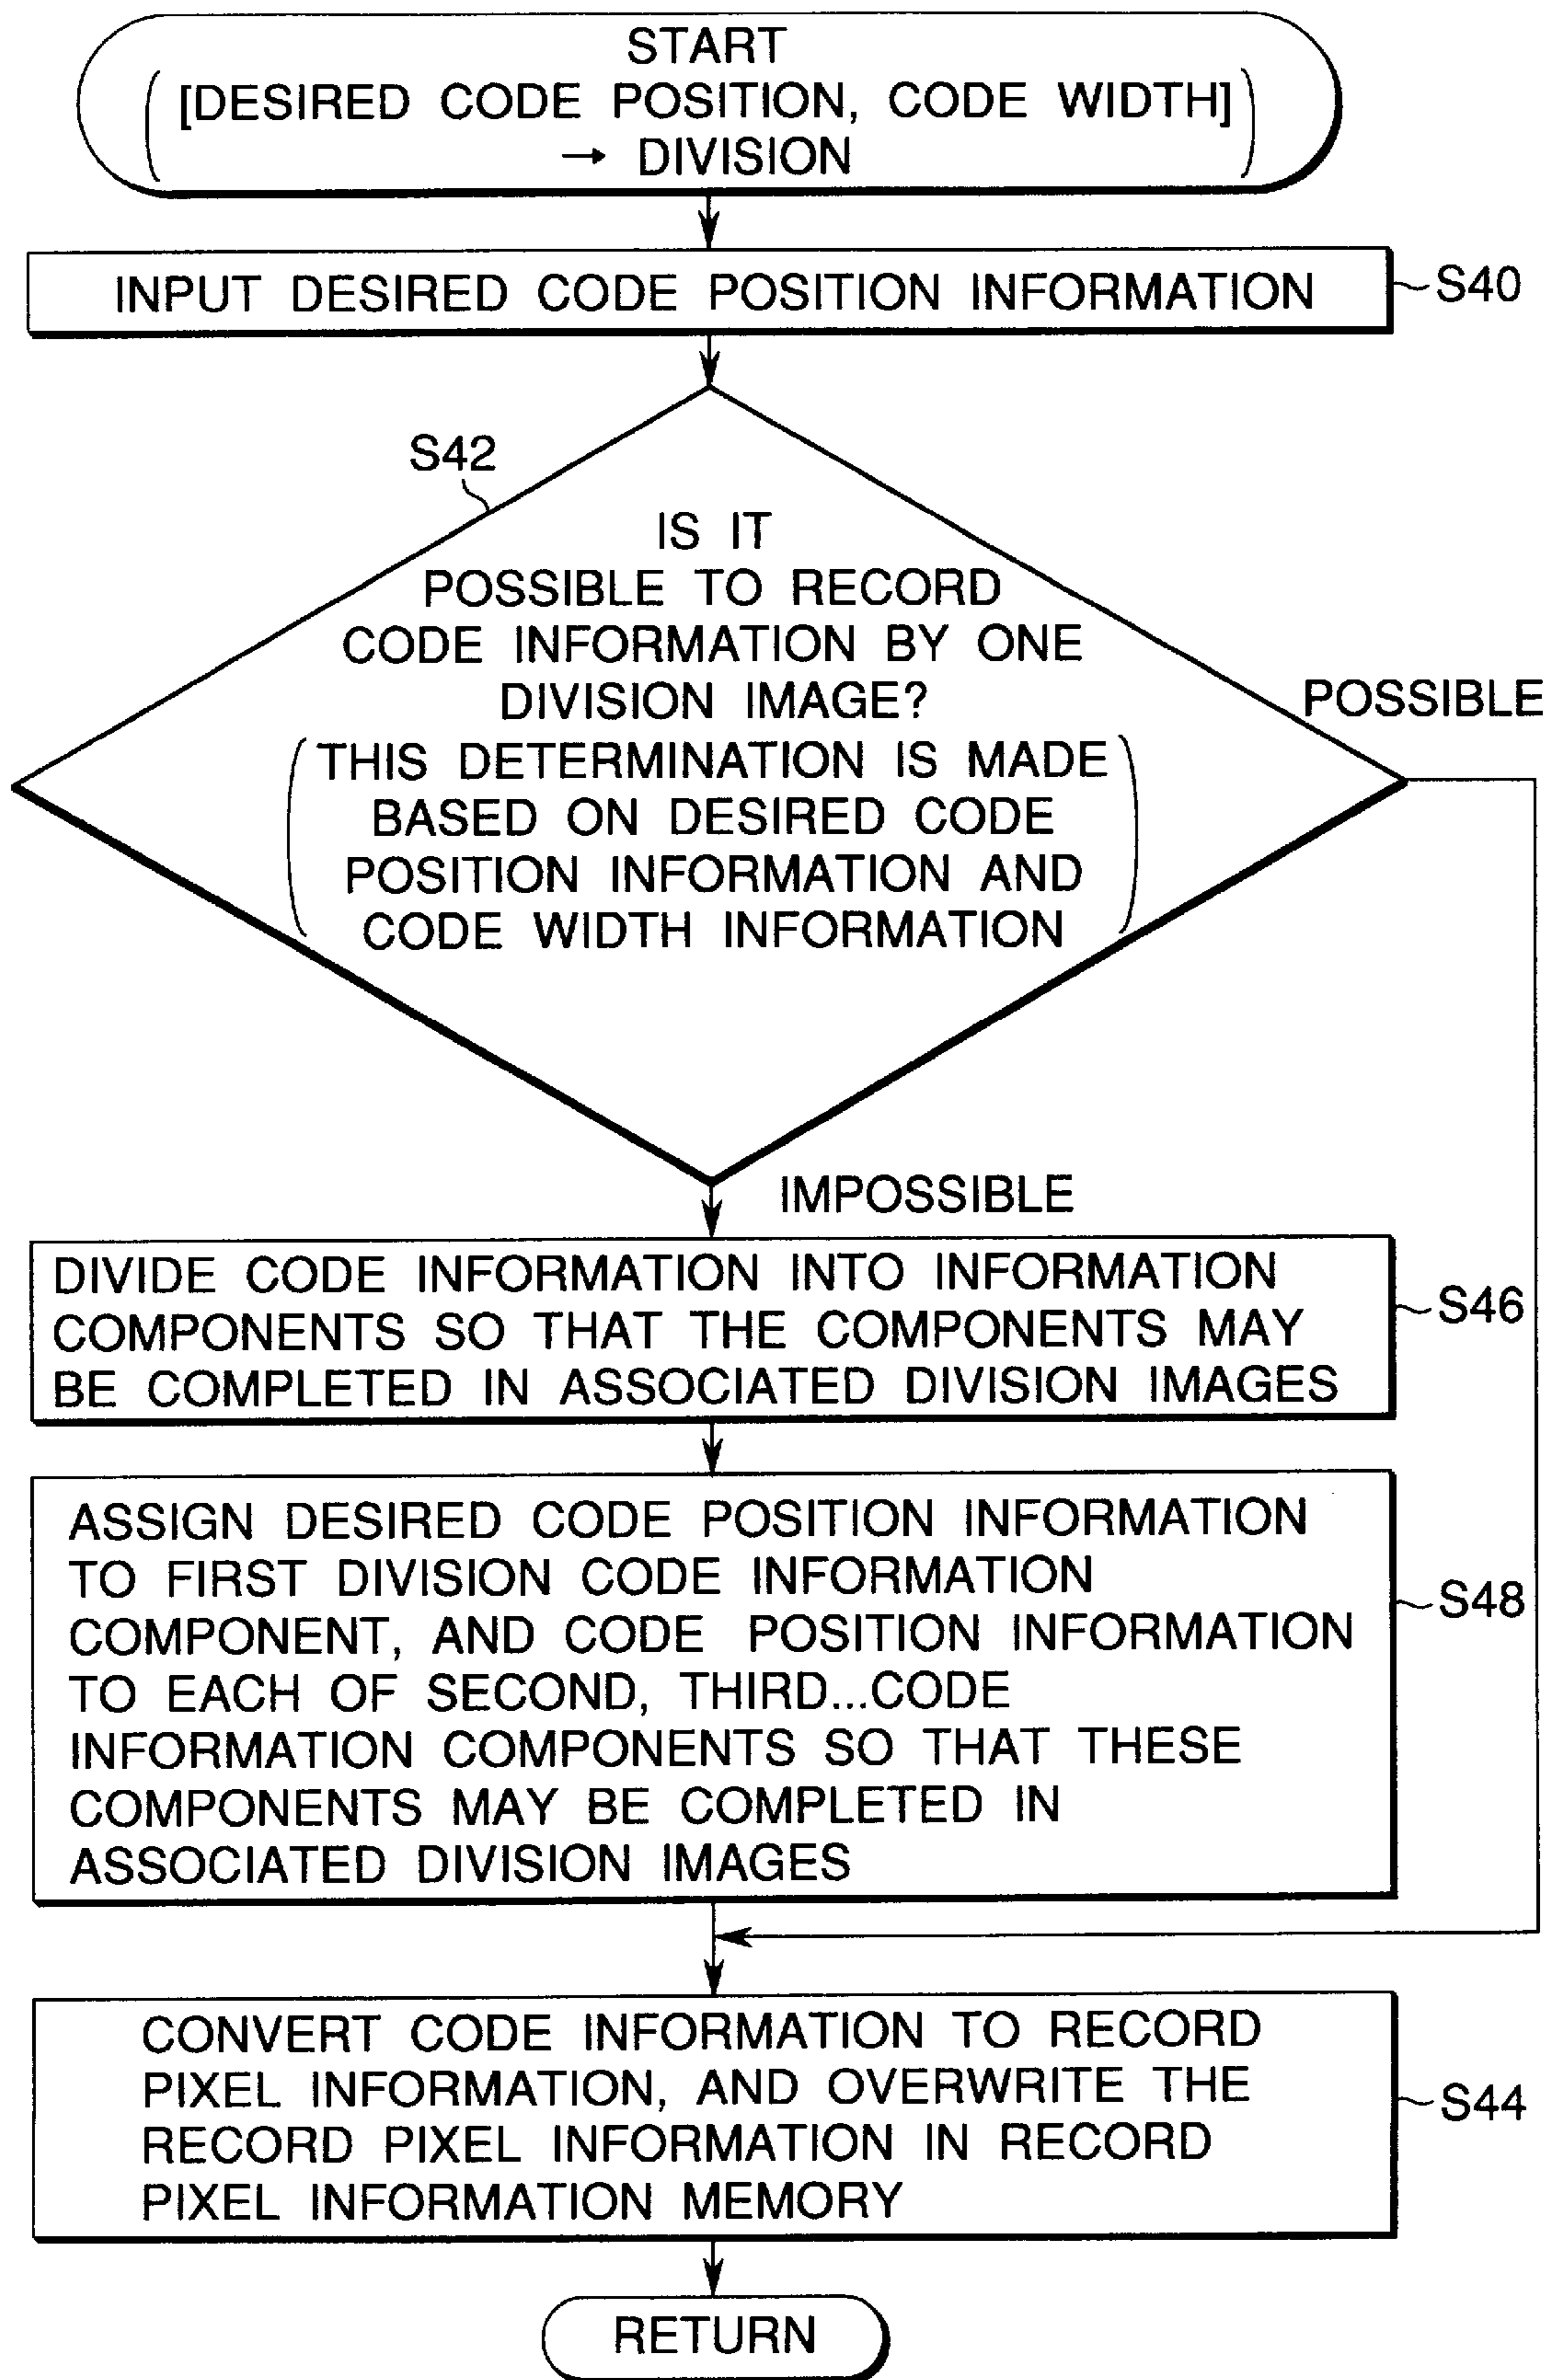 START
[DESIRED CODE POSITION, CODE WIDTH]
→ DIVISION
INPUT DESIRED CODE POSITION INFORMATION
S40
S42
IS IT
POSSIBLE TO RECORD
CODE INFORMATION BY ONE
DIVISION IMAGE?
POSSIBLE
(THIS DETERMINATION IS MADE
BASED ON DESIRED CODE
POSITION INFORMATION AND
CODE WIDTH INFORMATION)
IMPOSSIBLE
DIVIDE CODE INFORMATION INTO INFORMATION
COMPONENTS SO THAT THE COMPONENTS MAY
BE COMPLETED IN ASSOCIATED DIVISION IMAGES
S46
ASSIGN DESIRED CODE POSITION INFORMATION
TO FIRST DIVISION CODE INFORMATION
COMPONENT, AND CODE POSITION INFORMATION
TO EACH OF SECOND, THIRD...CODE
INFORMATION COMPONENTS SO THAT THESE
COMPONENTS MAY BE COMPLETED IN
ASSOCIATED DIVISION IMAGES
S48
CONVERT CODE INFORMATION TO RECORD
PIXEL INFORMATION, AND OVERWRITE THE
RECORD PIXEL INFORMATION IN RECORD
PIXEL INFORMATION MEMORY
S44
RETURN